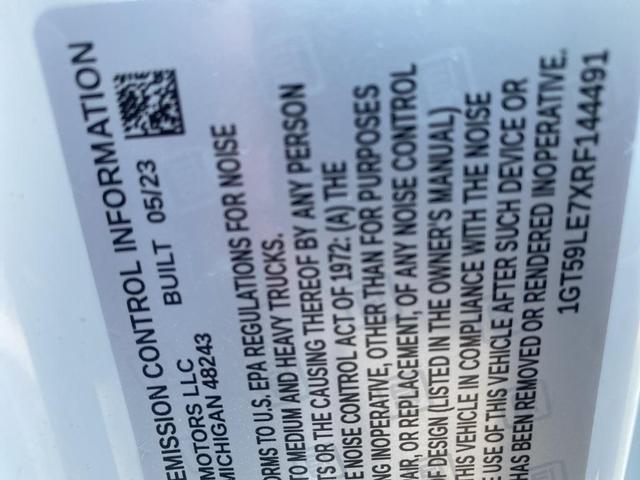 EMISSION CONTROL INFORMATION
BUILT 05/23
MOTORS LLC
MICHIGAN 48243
ORMS TO U.S. EPA REGULATIONS FOR NOISE
TO MEDIUM AND HEAVY TRUCKS.
TS OR THE CAUSING THEREOF BY ANY PERSON
E NOISE CONTROL ACT OF 1972: (A) THE
NG INOPERATIVE, OTHER THAN FOR PURPOSES
AIR, OR REPLACEMENT, OF ANY NOISE CONTROL
OF DESIGN (LISTED IN THE OWNER'S MANUAL)
THIS VEHICLE IN COMPLIANCE WITH THE NOISE
E USE OF THIS VEHICLE AFTER SUCH DEVICE OR
HAS BEEN REMOVED OR RENDERED INOPERATIVE.
1GT59LE7XRF144491